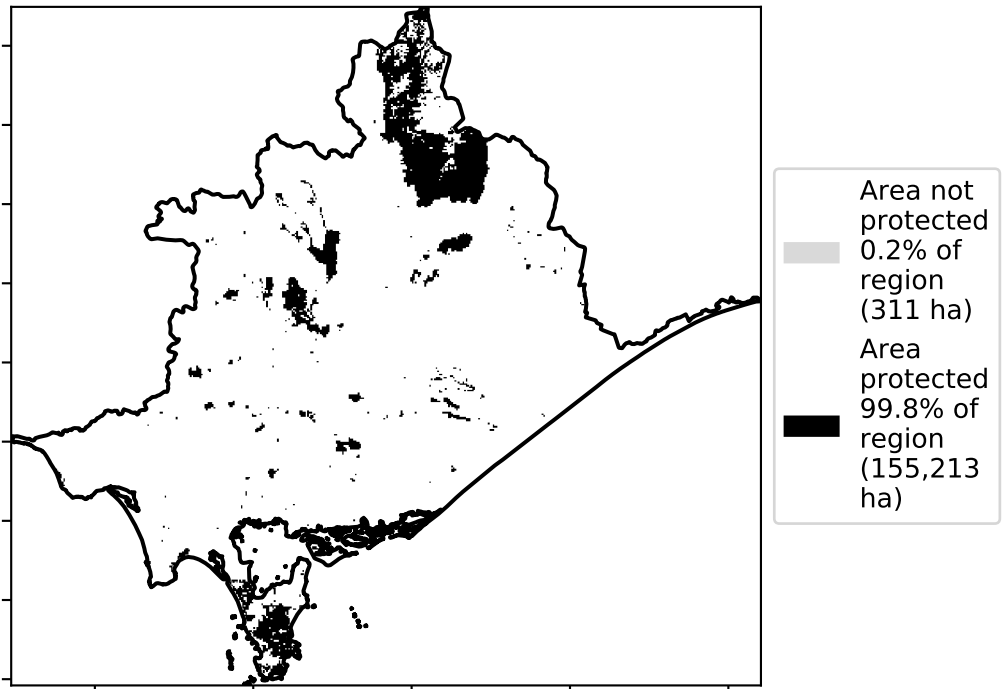 Area not
protected
0.2% of
region
(311 ha)
Area
protected
99.8% of
region
(155,213
ha)